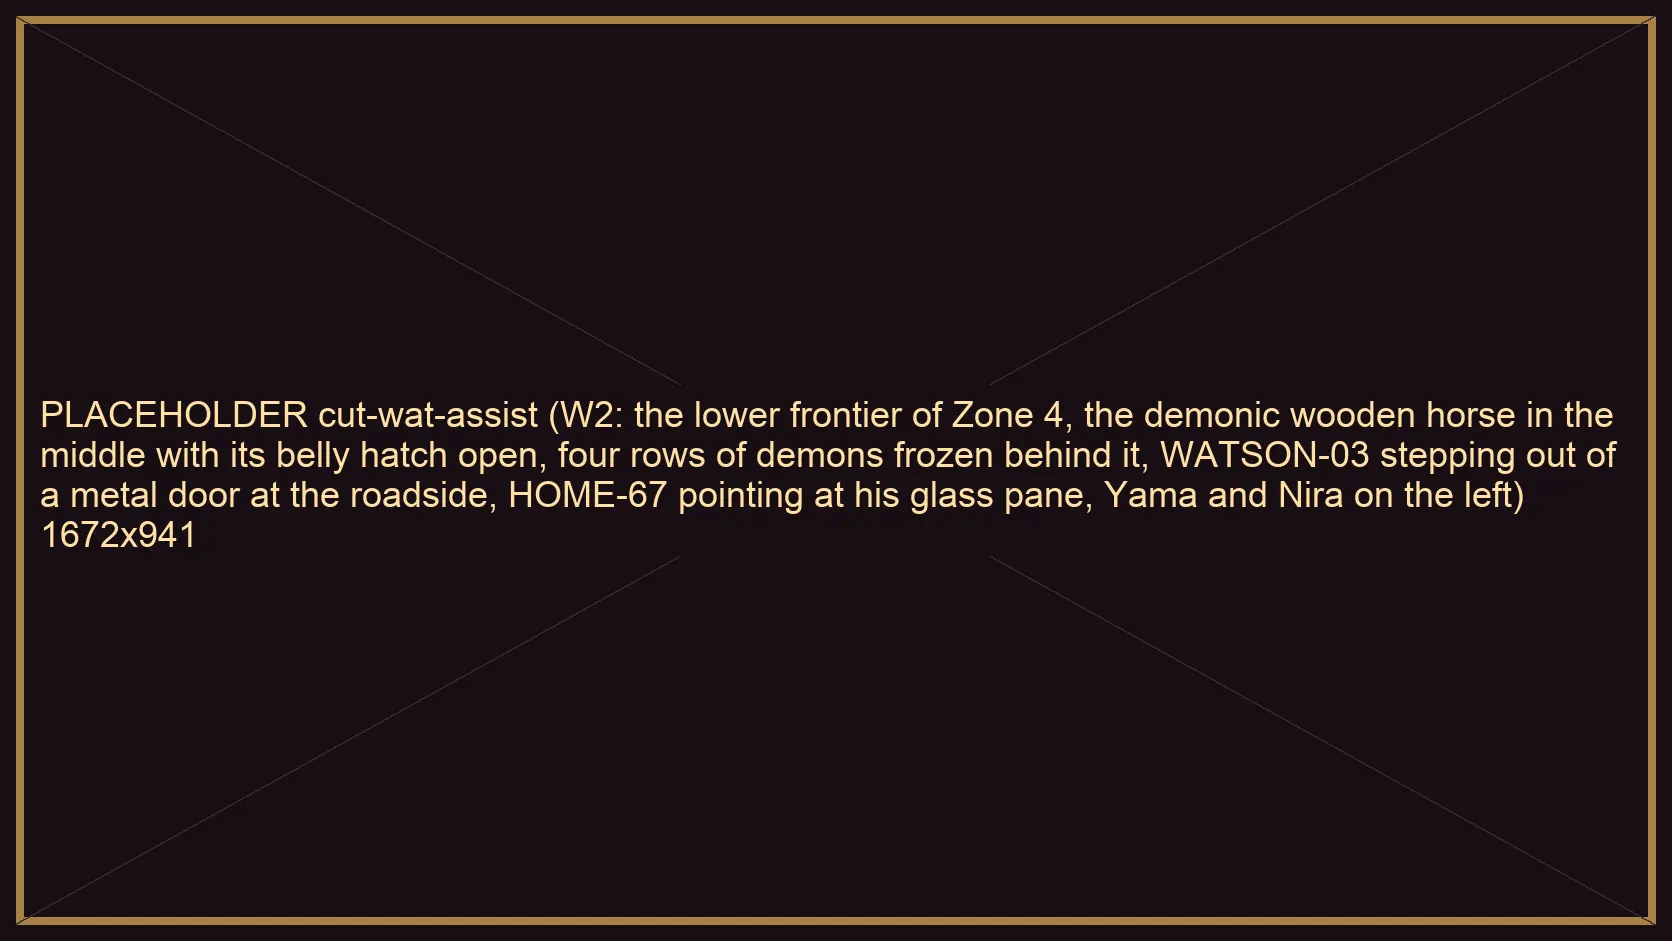 PLACEHOLDER cut-wat-assist (W2: the lower frontier of Zone 4, the demonic wooden horse in the
middle with its belly hatch open, four rows of demons frozen behind it, WATSON-03 stepping out of
a metal door at the roadside, HOME-67 pointing at his glass pane, Yama and Nira on the left)
1672x941